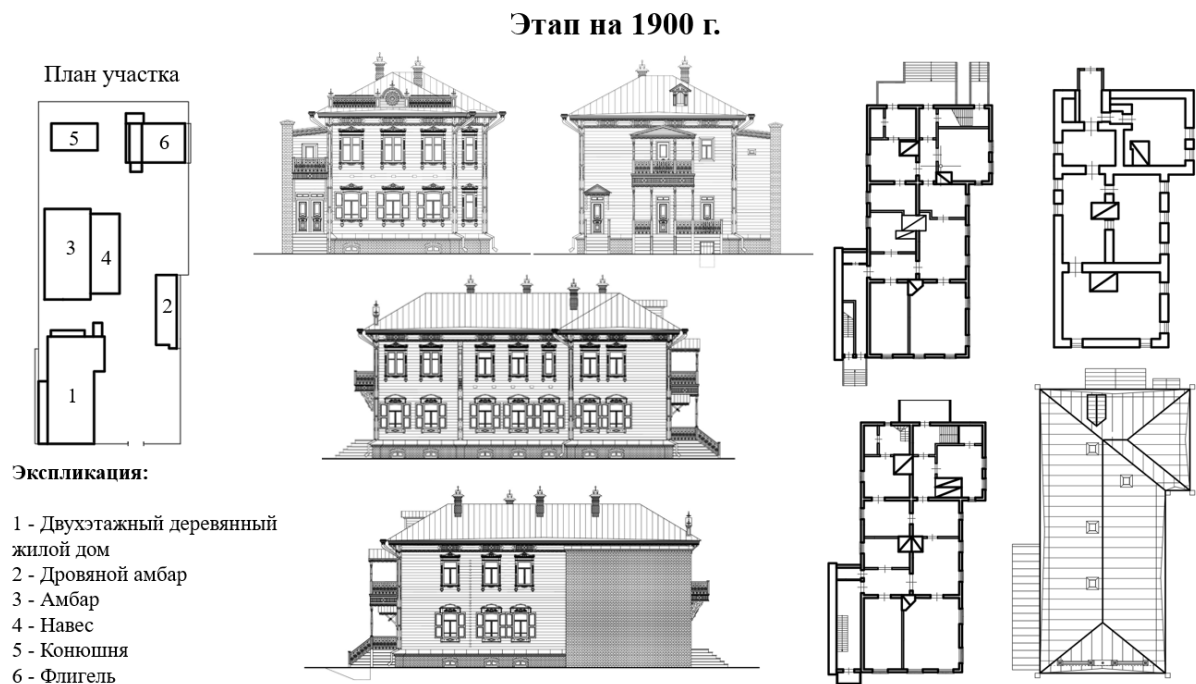 Этап на 1900 г.
План участка
5
6
3
4
2
1
Экспликация:
1 - Двухэтажный деревянный
жилой дом
2 - Дровяной амбар
3 - Амбар
4 - Навес
5 - Конюшня
6 - Флигель